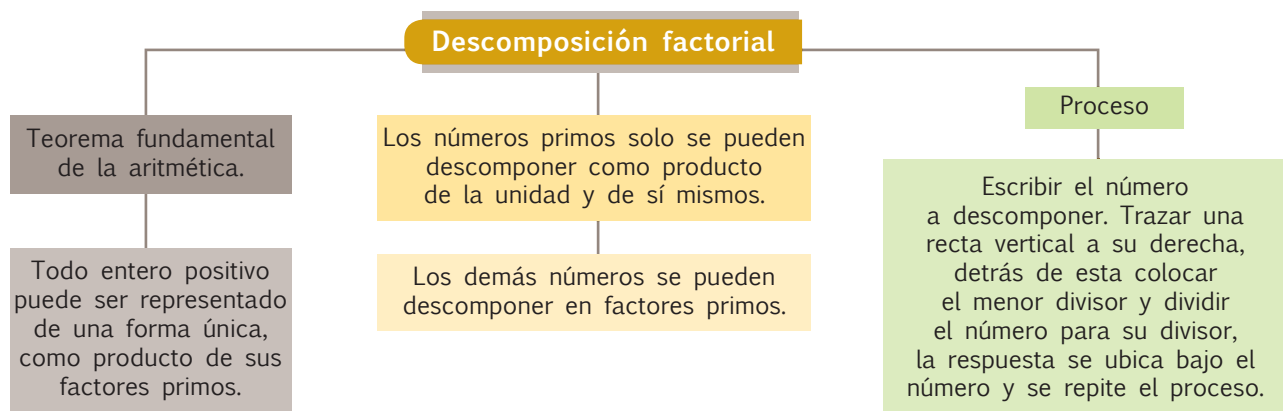 Descomposición factorial
Teorema fundamental
de la aritmética.
Todo entero positivo
puede ser representado
de una forma única,
como producto de sus
factores primos.
Los números primos solo se pueden
descomponer como producto
de la unidad y de sí mismos.
Los demás números se pueden
descomponer en factores primos.
Proceso
Escribir el número
a descomponer. Trazar una
recta vertical a su derecha,
detrás de esta colocar
el menor divisor y dividir
el número para su divisor,
la respuesta se ubica bajo el
número y se repite el proceso.